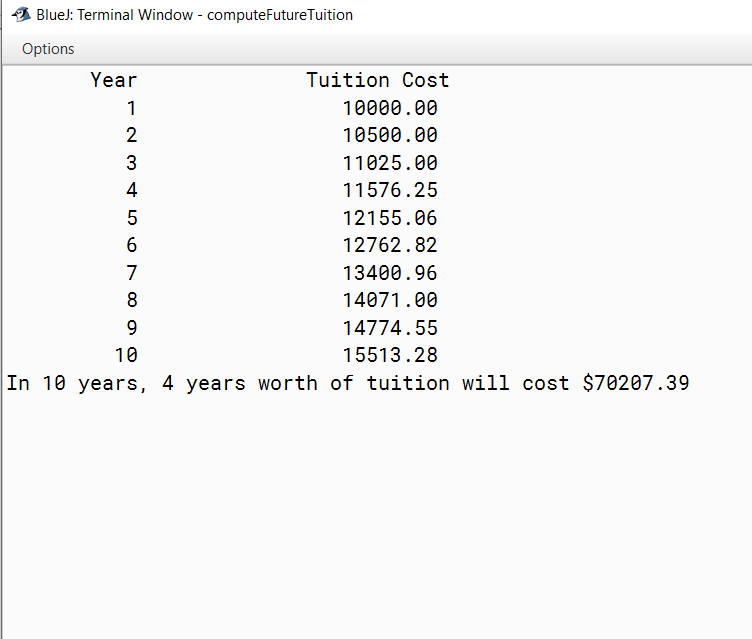 BlueJ: Terminal Window - computeFutureTuition
Options
Year Tuition Cost
1 10000.00
2 10500.00
3 11025.00
4 11576.25
5 12155.06
6 12762.82
7 13400.96
8 14071.00
9 14774.55
10 15513.28
In 10 years, 4 years worth of tuition will cost $70207.39